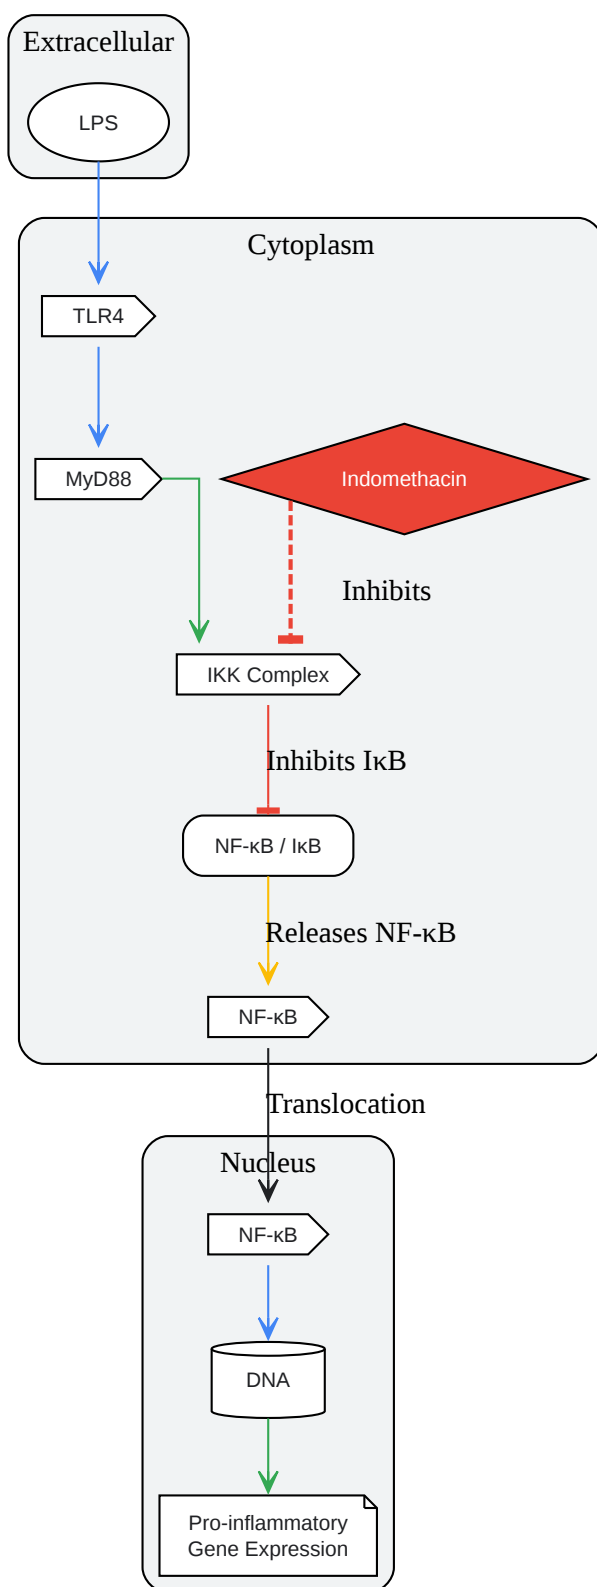 Extracellular
LPS
Cytoplasm
TLR4
MyD88
Indomethacin
Inhibits
IKK Complex
Inhibits IκB
NF-κB / IκB
Releases NF-κB
NF-κB
Translocation
Nucleus
NF-κB
DNA
Pro-inflammatory
Gene Expression